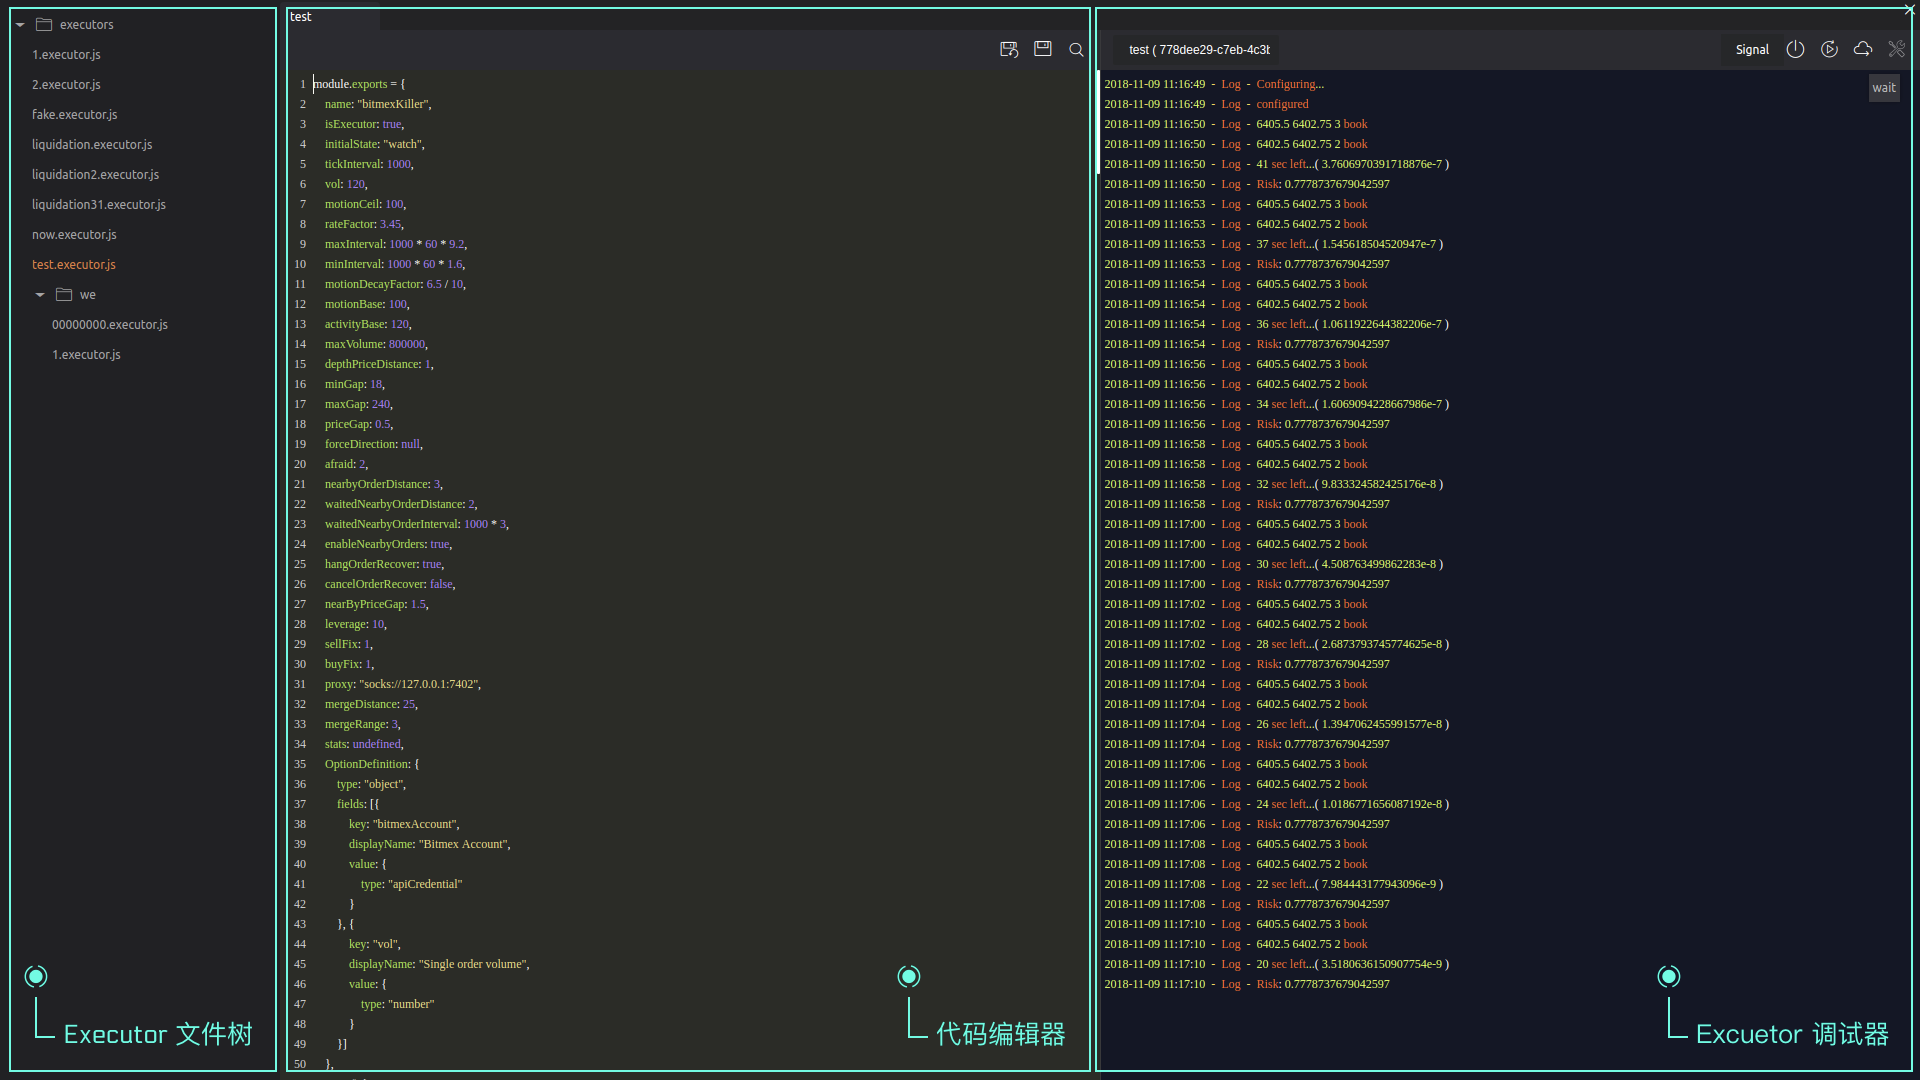 executors
1.executor.js
2.executor.js
fake.executor.js
liquidation.executor.js
liquidation2.executor.js
liquidation31.executor.js
now.executor.js
test.executor.js
we
00000000.executor.js
1.executor.js
Executor 文件树
test
1 module.exports = {
2 name: "bitmexKiller",
3 isExecutor: true,
4 initialState: "watch",
5 tickInterval: 1000,
6 vol: 120,
7 motionCeil: 100,
8 rateFactor: 3.45,
9 maxInterval: 1000 * 60 * 9.2,
10 minInterval: 1000 * 60 * 1.6,
11 motionDecayFactor: 6.5 / 10,
12 motionBase: 100,
13 activityBase: 120,
14 maxVolume: 800000,
15 depthPriceDistance: 1,
16 minGap: 18,
17 maxGap: 240,
18 priceGap: 0.5,
19 forceDirection: null,
20 afraid: 2,
21 nearbyOrderDistance: 3,
22 waitedNearbyOrderDistance: 2,
23 waitedNearbyOrderInterval: 1000 * 3,
24 enableNearbyOrders: true,
25 hangOrderRecover: true,
26 cancelOrderRecover: false,
27 nearByPriceGap: 1.5,
28 leverage: 10,
29 sellFix: 1,
30 buyFix: 1,
31 proxy: "socks://127.0.0.1:7402",
32 mergeDistance: 25,
33 mergeRange: 3,
34 stats: undefined,
35 OptionDefinition: {
36 type: "object",
37 fields: [{
38 key: "bitmexAccount",
39 displayName: "Bitmex Account",
40 value: {
41 type: "apiCredential"
42 }
43 }, {
44 key: "vol",
45 displayName: "Single order volume",
46 value: {
47 type: "number"
48 }
49 }]
50 },
代码编辑器
test ( 778dee29-c7eb-4c3b
Signal
wait
2018-11-09 11:16:49 - Log - Configuring...
2018-11-09 11:16:49 - Log - configured
2018-11-09 11:16:50 - Log - 6405.5 6402.75 3 book
2018-11-09 11:16:50 - Log - 6402.5 6402.75 2 book
2018-11-09 11:16:50 - Log - 41 sec left...( 3.7606970391718876e-7 )
2018-11-09 11:16:50 - Log - Risk: 0.7778737679042597
2018-11-09 11:16:53 - Log - 6405.5 6402.75 3 book
2018-11-09 11:16:53 - Log - 6402.5 6402.75 2 book
2018-11-09 11:16:53 - Log - 37 sec left...( 1.545618504520947e-7 )
2018-11-09 11:16:53 - Log - Risk: 0.7778737679042597
2018-11-09 11:16:54 - Log - 6405.5 6402.75 3 book
2018-11-09 11:16:54 - Log - 6402.5 6402.75 2 book
2018-11-09 11:16:54 - Log - 36 sec left...( 1.0611922644382206e-7 )
2018-11-09 11:16:54 - Log - Risk: 0.7778737679042597
2018-11-09 11:16:56 - Log - 6405.5 6402.75 3 book
2018-11-09 11:16:56 - Log - 6402.5 6402.75 2 book
2018-11-09 11:16:56 - Log - 34 sec left...( 1.6069094228667986e-7 )
2018-11-09 11:16:56 - Log - Risk: 0.7778737679042597
2018-11-09 11:16:58 - Log - 6405.5 6402.75 3 book
2018-11-09 11:16:58 - Log - 6402.5 6402.75 2 book
2018-11-09 11:16:58 - Log - 32 sec left...( 9.833324582425176e-8 )
2018-11-09 11:16:58 - Log - Risk: 0.7778737679042597
2018-11-09 11:17:00 - Log - 6405.5 6402.75 3 book
2018-11-09 11:17:00 - Log - 6402.5 6402.75 2 book
2018-11-09 11:17:00 - Log - 30 sec left...( 4.508763499862283e-8 )
2018-11-09 11:17:00 - Log - Risk: 0.7778737679042597
2018-11-09 11:17:02 - Log - 6405.5 6402.75 3 book
2018-11-09 11:17:02 - Log - 6402.5 6402.75 2 book
2018-11-09 11:17:02 - Log - 28 sec left...( 2.6873793745774625e-8 )
2018-11-09 11:17:02 - Log - Risk: 0.7778737679042597
2018-11-09 11:17:04 - Log - 6405.5 6402.75 3 book
2018-11-09 11:17:04 - Log - 6402.5 6402.75 2 book
2018-11-09 11:17:04 - Log - 26 sec left...( 1.3947062455991577e-8 )
2018-11-09 11:17:04 - Log - Risk: 0.7778737679042597
2018-11-09 11:17:06 - Log - 6405.5 6402.75 3 book
2018-11-09 11:17:06 - Log - 6402.5 6402.75 2 book
2018-11-09 11:17:06 - Log - 24 sec left...( 1.0186771656087192e-8 )
2018-11-09 11:17:06 - Log - Risk: 0.7778737679042597
2018-11-09 11:17:08 - Log - 6405.5 6402.75 3 book
2018-11-09 11:17:08 - Log - 6402.5 6402.75 2 book
2018-11-09 11:17:08 - Log - 22 sec left...( 7.984443177943096e-9 )
2018-11-09 11:17:08 - Log - Risk: 0.7778737679042597
2018-11-09 11:17:10 - Log - 6405.5 6402.75 3 book
2018-11-09 11:17:10 - Log - 6402.5 6402.75 2 book
2018-11-09 11:17:10 - Log - 20 sec left...( 3.5180636150907754e-9 )
2018-11-09 11:17:10 - Log - Risk: 0.7778737679042597
Excuetor 调试器